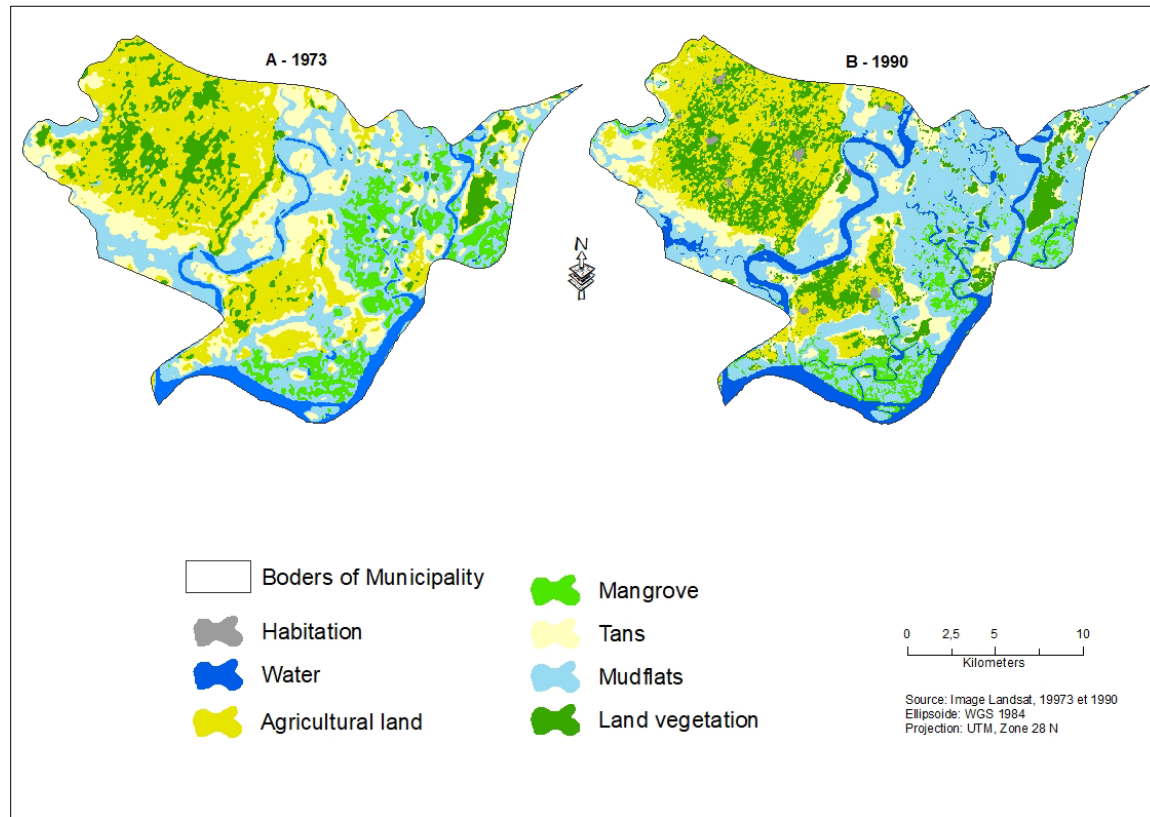 A - 1973
B - 1990
N
Boders of Municipality
Habitation
Water
Agricultural land
Mangrove
Tans
Mudflats
Land vegetation
0 2,5 5 10
Kilometers
Source: Image Landsat, 19973 et 1990
Ellipsoide: WGS 1984
Projection: UTM, Zone 28 N